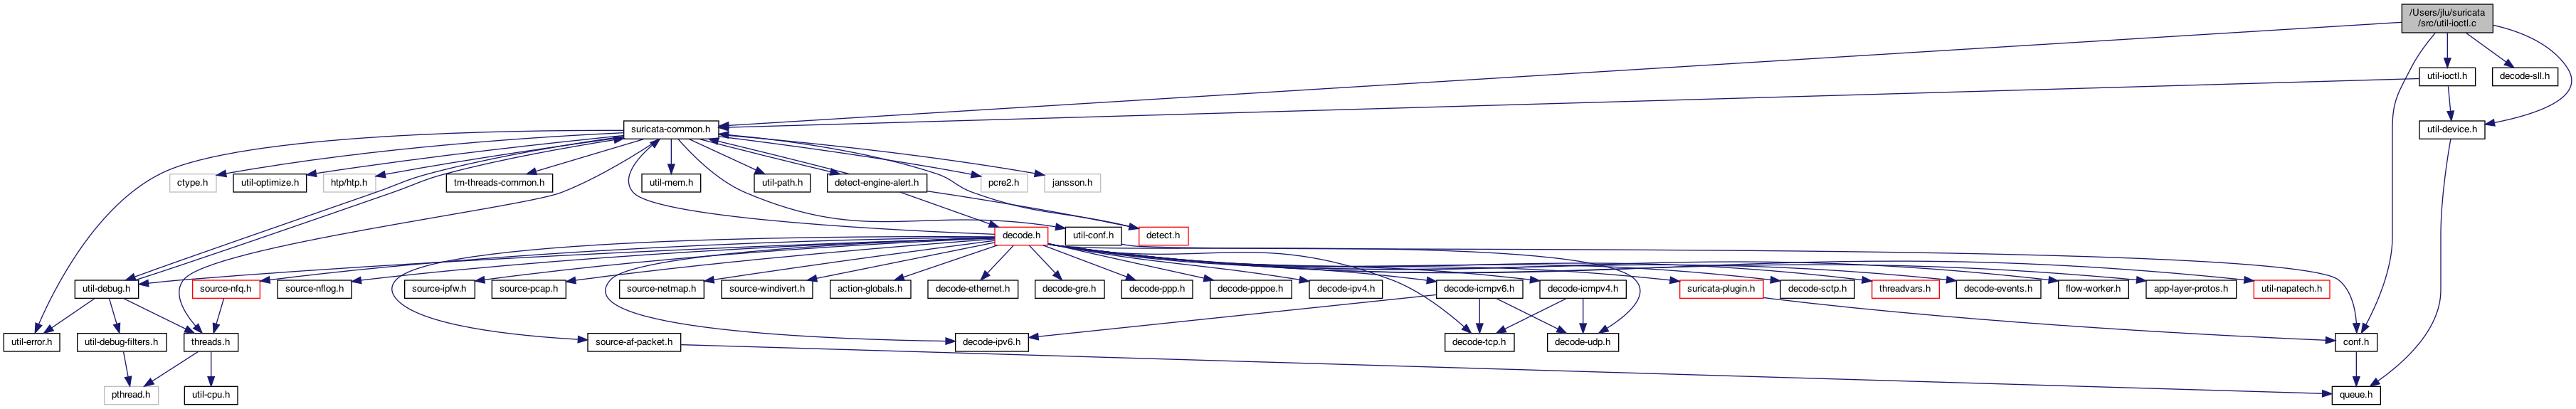 /Users/jlu/suricata
/src/util-ioctl.c
util-ioctl.h
decode-sll.h
suricata-common.h
util-device.h
ctype.h
util-optimize.h
htp/htp.h
tm-threads-common.h
util-mem.h
util-path.h
detect-engine-alert.h
pcre2.h
jansson.h
decode.h
util-conf.h
detect.h
util-debug.h
source-nfq.h
source-nflog.h
source-ipfw.h
source-pcap.h
source-netmap.h
source-windivert.h
action-globals.h
decode-ethernet.h
decode-gre.h
decode-ppp.h
decode-pppoe.h
decode-ipv4.h
decode-icmpv6.h
decode-icmpv4.h
suricata-plugin.h
decode-sctp.h
threadvars.h
decode-events.h
flow-worker.h
app-layer-protos.h
util-napatech.h
util-error.h
util-debug-filters.h
threads.h
source-af-packet.h
decode-ipv6.h
decode-tcp.h
decode-udp.h
conf.h
pthread.h
util-cpu.h
queue.h